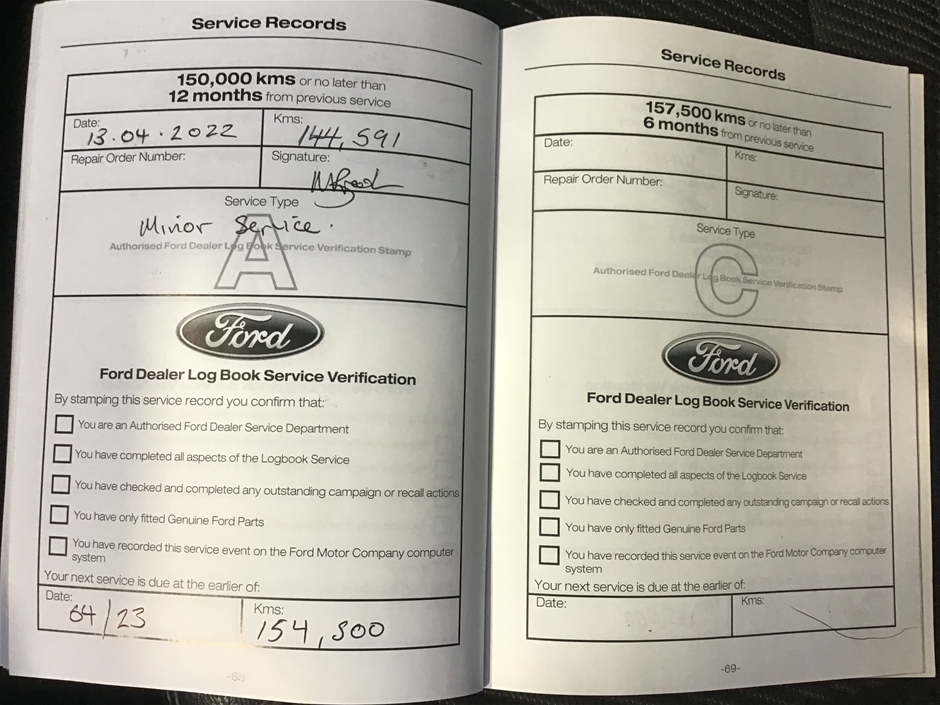 Service Records
150,000 kms or no later than
12 months from previous service
Date:
13.04.2022
Kms:
144,591
Repair Order Number:
Signature:
Service Type
Minor Service.
Authorised Ford Dealer Log Book Service Verification Stamp
A
Ford
Ford Dealer Log Book Service Verification
By stamping this service record you confirm that:
You are an Authorised Ford Dealer Service Department
You have completed all aspects of the Logbook Service
You have checked and completed any outstanding campaign or recall actions
You have only fitted Genuine Ford Parts
You have recorded this service event on the Ford Motor Company computer
system
Your next service is due at the earlier of:
Date:
04/23
Kms:
154,300
-68-
Service Records
157,500 kms or no later than
6 months from previous service
Date:
Kms:
Repair Order Number:
Signature:
Service Type
Authorised Ford Dealer Log Book Service Verification Stamp
C
Ford
Ford Dealer Log Book Service Verification
By stamping this service record you confirm that:
You are an Authorised Ford Dealer Service Department
You have completed all aspects of the Logbook Service
You have checked and completed any outstanding campaign or recall actions
You have only fitted Genuine Ford Parts
You have recorded this service event on the Ford Motor Company computer
system
Your next service is due at the earlier of:
Date:
Kms:
-69-